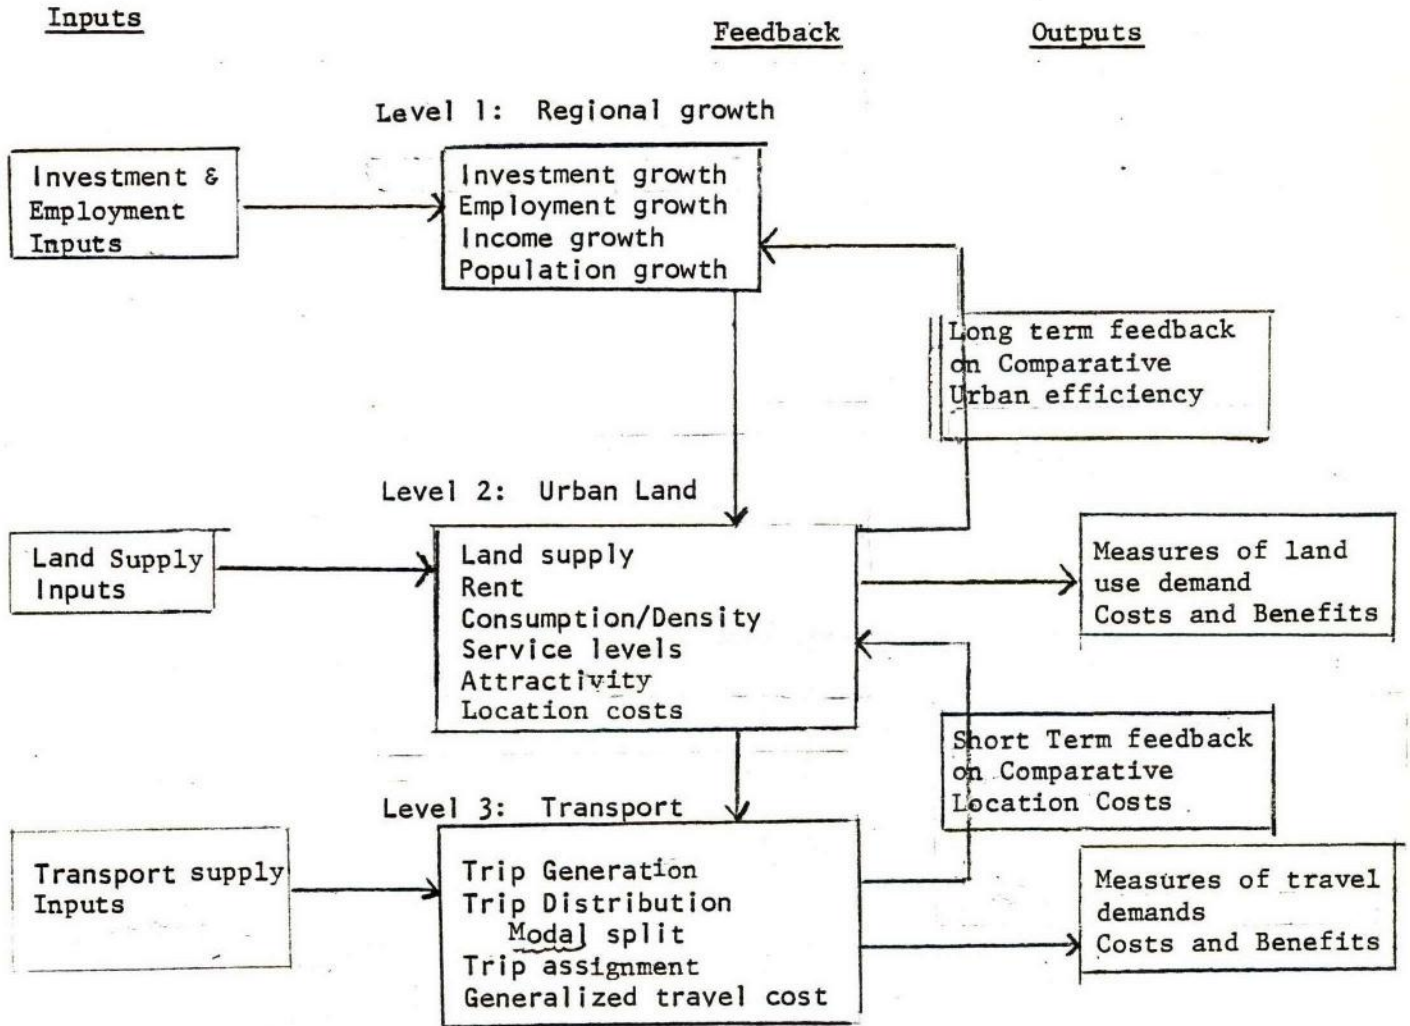 Inputs
Feedback
Outputs
Level 1: Regional growth
Investment &
Employment
Inputs
Investment growth
Employment growth
Income growth
Population growth
Long term feedback
on Comparative
Urban efficiency
Level 2: Urban Land
Land Supply
Inputs
Land supply
Rent
Consumption/Density
Service levels
Attractivity
Location costs
Measures of land
use demand
Costs and Benefits
Short Term feedback
on Comparative
Location Costs
Level 3: Transport
Transport supply
Inputs
Trip Generation
Trip Distribution
Modal split
Trip assignment
Generalized travel cost
Measures of travel
demands
Costs and Benefits